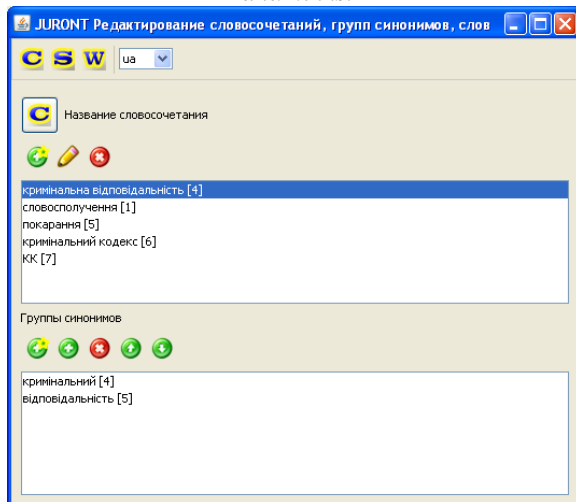 JURONT Редактирование словосочетаний, групп синонимов, слов
C S W ua
C Название словосочетания
кримінальна відповідальність [4]
словосполучення [1]
покарання [5]
кримінальний кодекс [6]
КК [7]
Группы синонимов
кримінальний [4]
відповідальність [5]